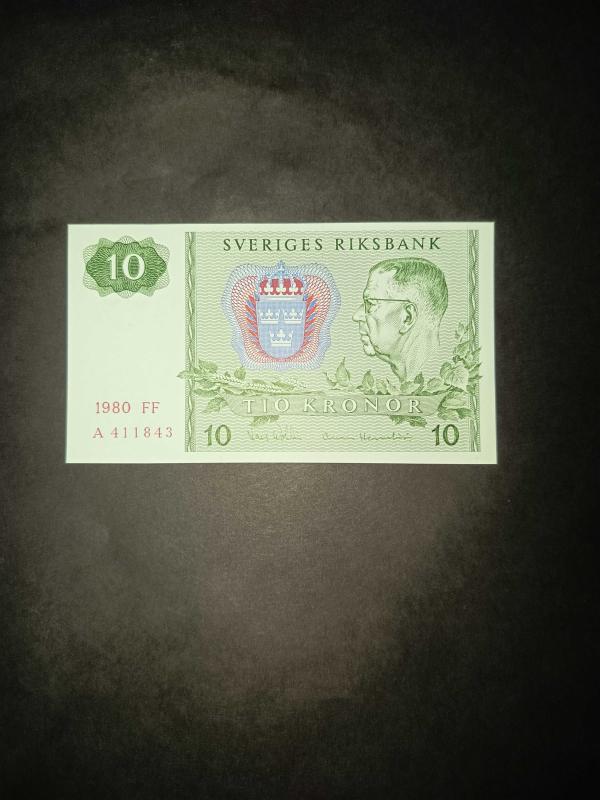 SVERIGES RIKSBANK
10
1980 FF
A 411843
TIO KRONOR
10
10